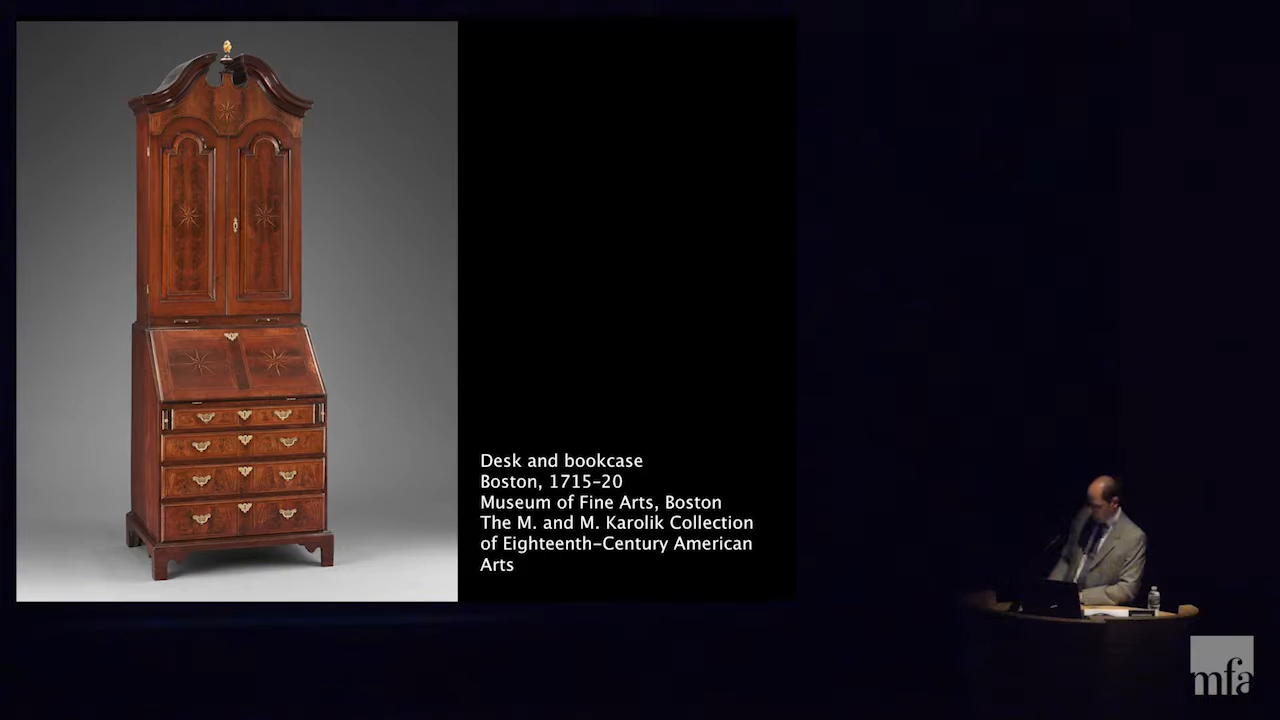 Desk and bookcase
Boston, 1715-20
Museum of Fine Arts, Boston
The M. and M. Karolik Collection
of Eighteenth-Century American
Arts
mfa